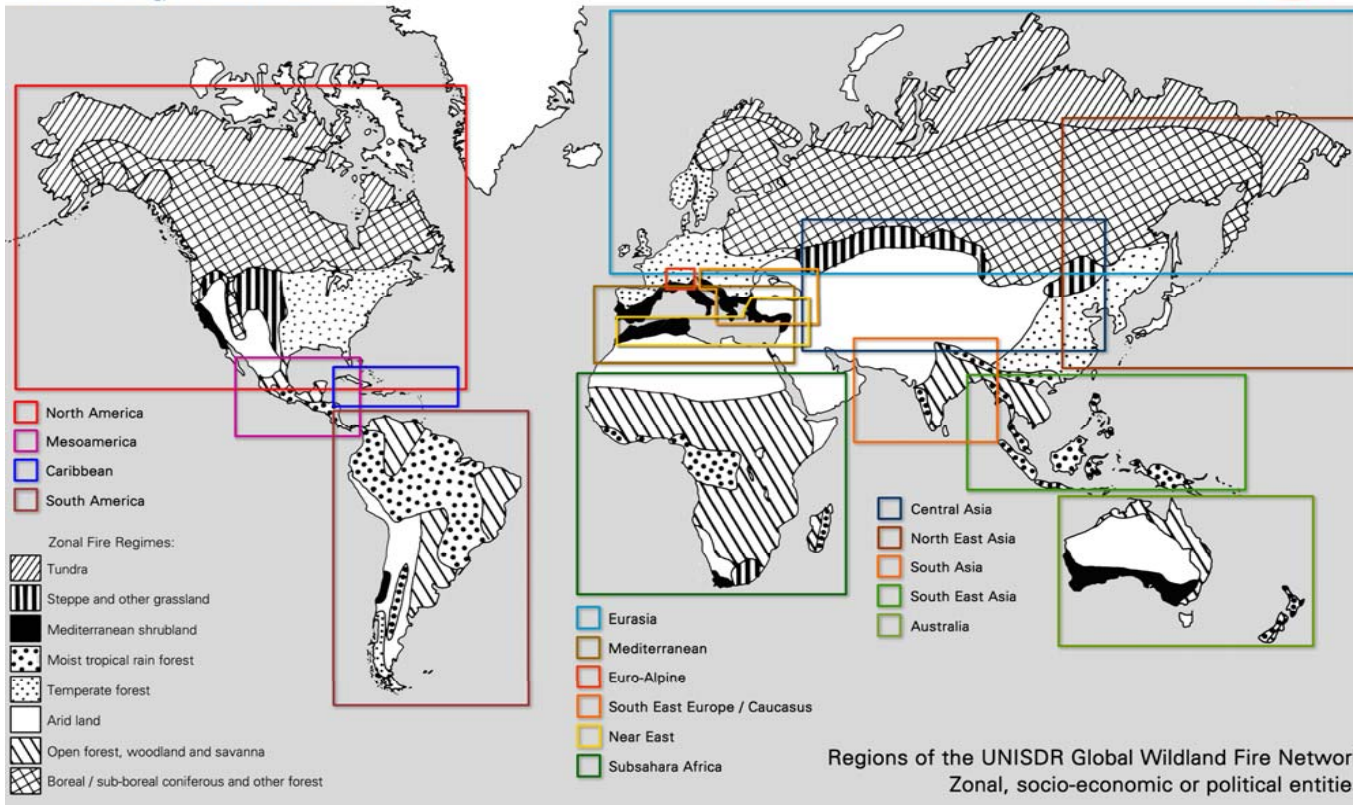 North America
Mesoamerica
Caribbean
South America
Zonal Fire Regimes:
Tundra
Steppe and other grassland
Mediterranean shrubland
Moist tropical rain forest
Temperate forest
Arid land
Open forest, woodland and savanna
Boreal / sub-boreal coniferous and other forest
Eurasia
Mediterranean
Euro-Alpine
South East Europe / Caucasus
Near East
Subsahara Africa
Central Asia
North East Asia
South Asia
South East Asia
Australia
Regions of the UNISDR Global Wildland Fire Networ
Zonal, socio-economic or political entitie